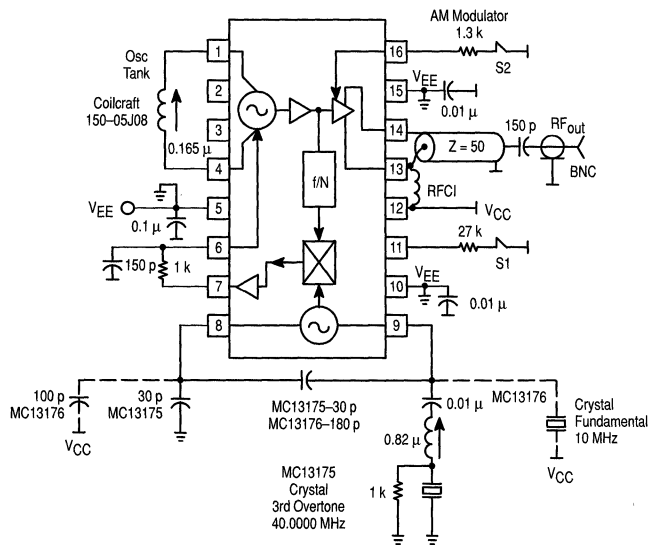 AM Modulator
1.3 k
S2
Osc
Tank
Coilcraft
150–05J08
0.165 µ
1
2
3
4
5
6
7
8
16
15
14
13
12
11
10
9
f/N
VEE
0.01 µ
150 p
RFout
Z = 50
BNC
RFCI
VCC
27 k
S1
VEE
0.01 µ
VEE
0.1 µ
150 p
1 k
100 p
MC13176
VCC
30 p
MC13175
MC13175–30 p
MC13176–180 p
0.01 µ
0.82 µ
MC13176
Crystal
Fundamental
10 MHz
VCC
MC13175
Crystal
3rd Overtone
40.0000 MHz
1 k